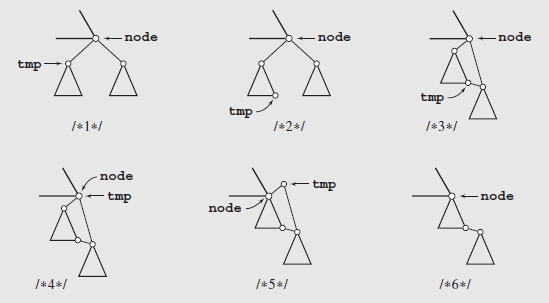 node
tmp
/*1*/
node
tmp
/*2*/
node
tmp
/*3*/
node
tmp
/*4*/
tmp
node
/*5*/
node
/*6*/